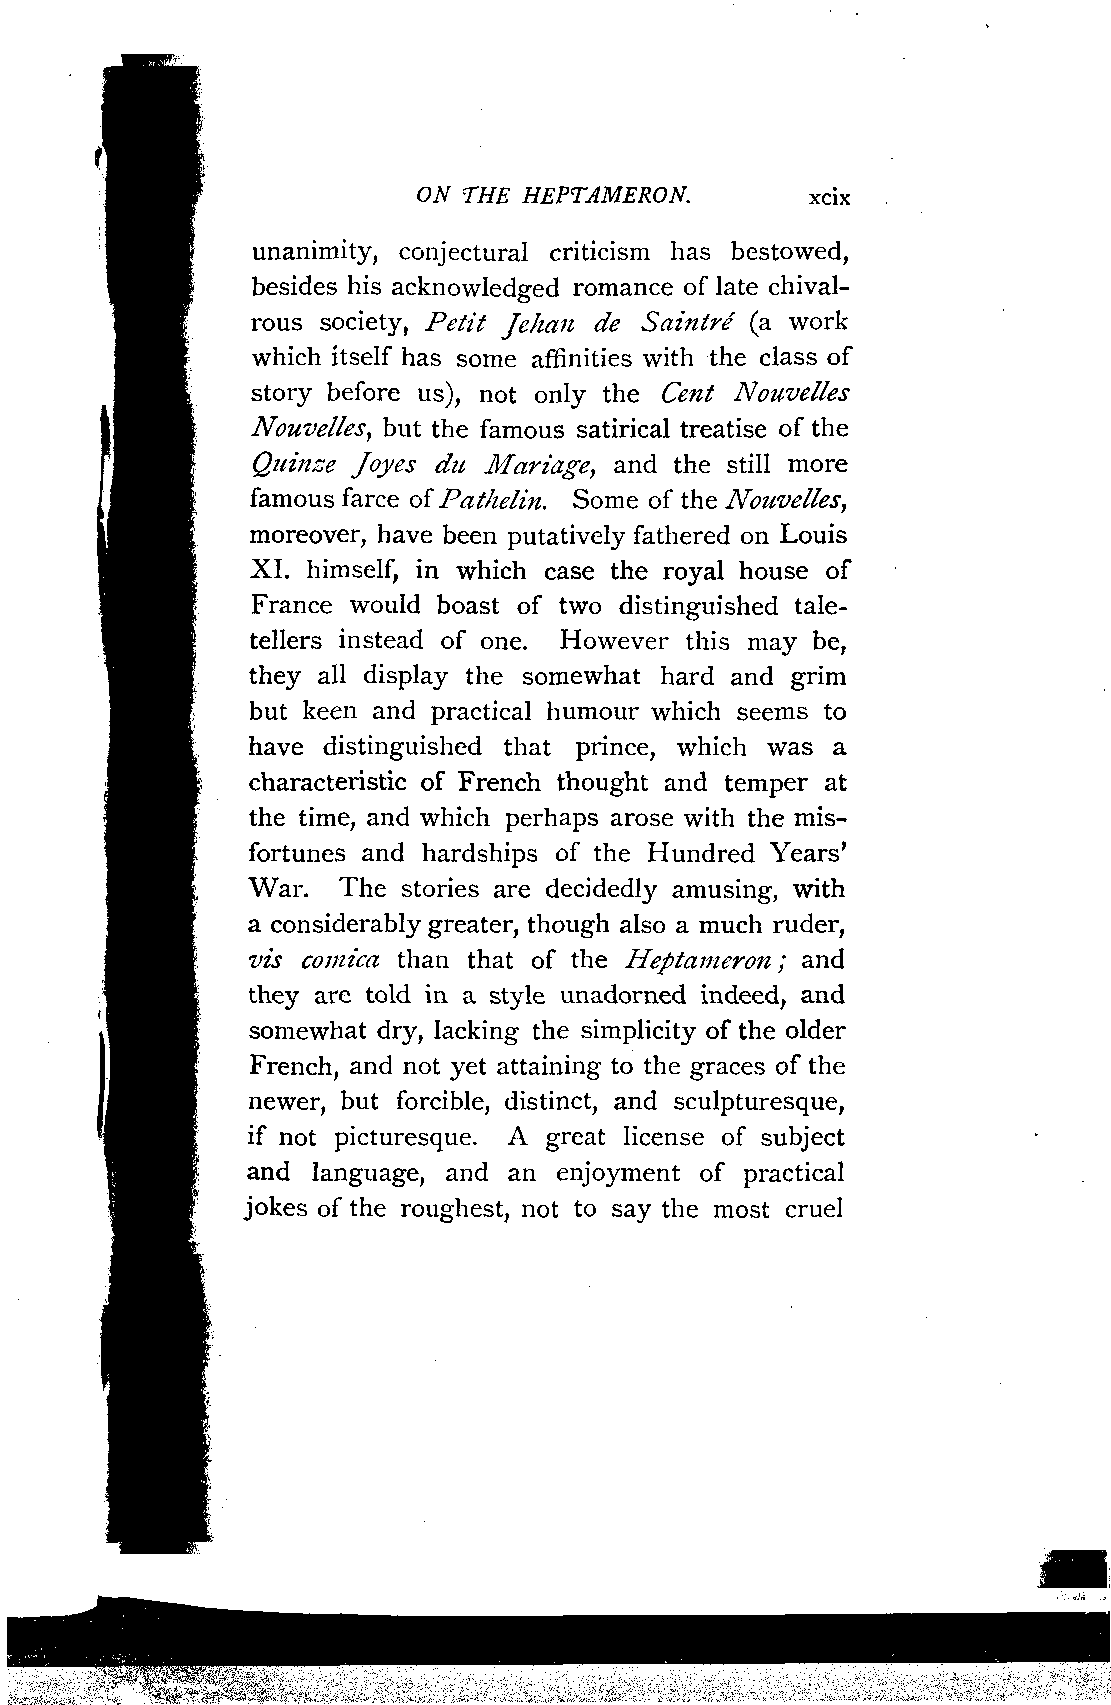 ON THE HEPTAMERON. xcix
unanimity, conjectural criticism has bestowed,
besides his acknowledged romance of late chival-
rous society, Petit Jehan de Saintré (a work
which itself has some affinities with the class of
story before us), not only the Cent Nouvelles
Nouvelles, but the famous satirical treatise of the
Quinze Joyes du Mariage, and the still more
famous farce of Pathelin. Some of the Nouvelles,
moreover, have been putatively fathered on Louis
XI. himself, in which case the royal house of
France would boast of two distinguished tale-
tellers instead of one. However this may be,
they all display the somewhat hard and grim
but keen and practical humour which seems to
have distinguished that prince, which was a
characteristic of French thought and temper at
the time, and which perhaps arose with the mis-
fortunes and hardships of the Hundred Years'
War. The stories are decidedly amusing, with
a considerably greater, though also a much ruder,
vis comica than that of the Heptameron; and
they are told in a style unadorned indeed, and
somewhat dry, lacking the simplicity of the older
French, and not yet attaining to the graces of the
newer, but forcible, distinct, and sculpturesque,
if not picturesque. A great license of subject
and language, and an enjoyment of practical
jokes of the roughest, not to say the most cruel